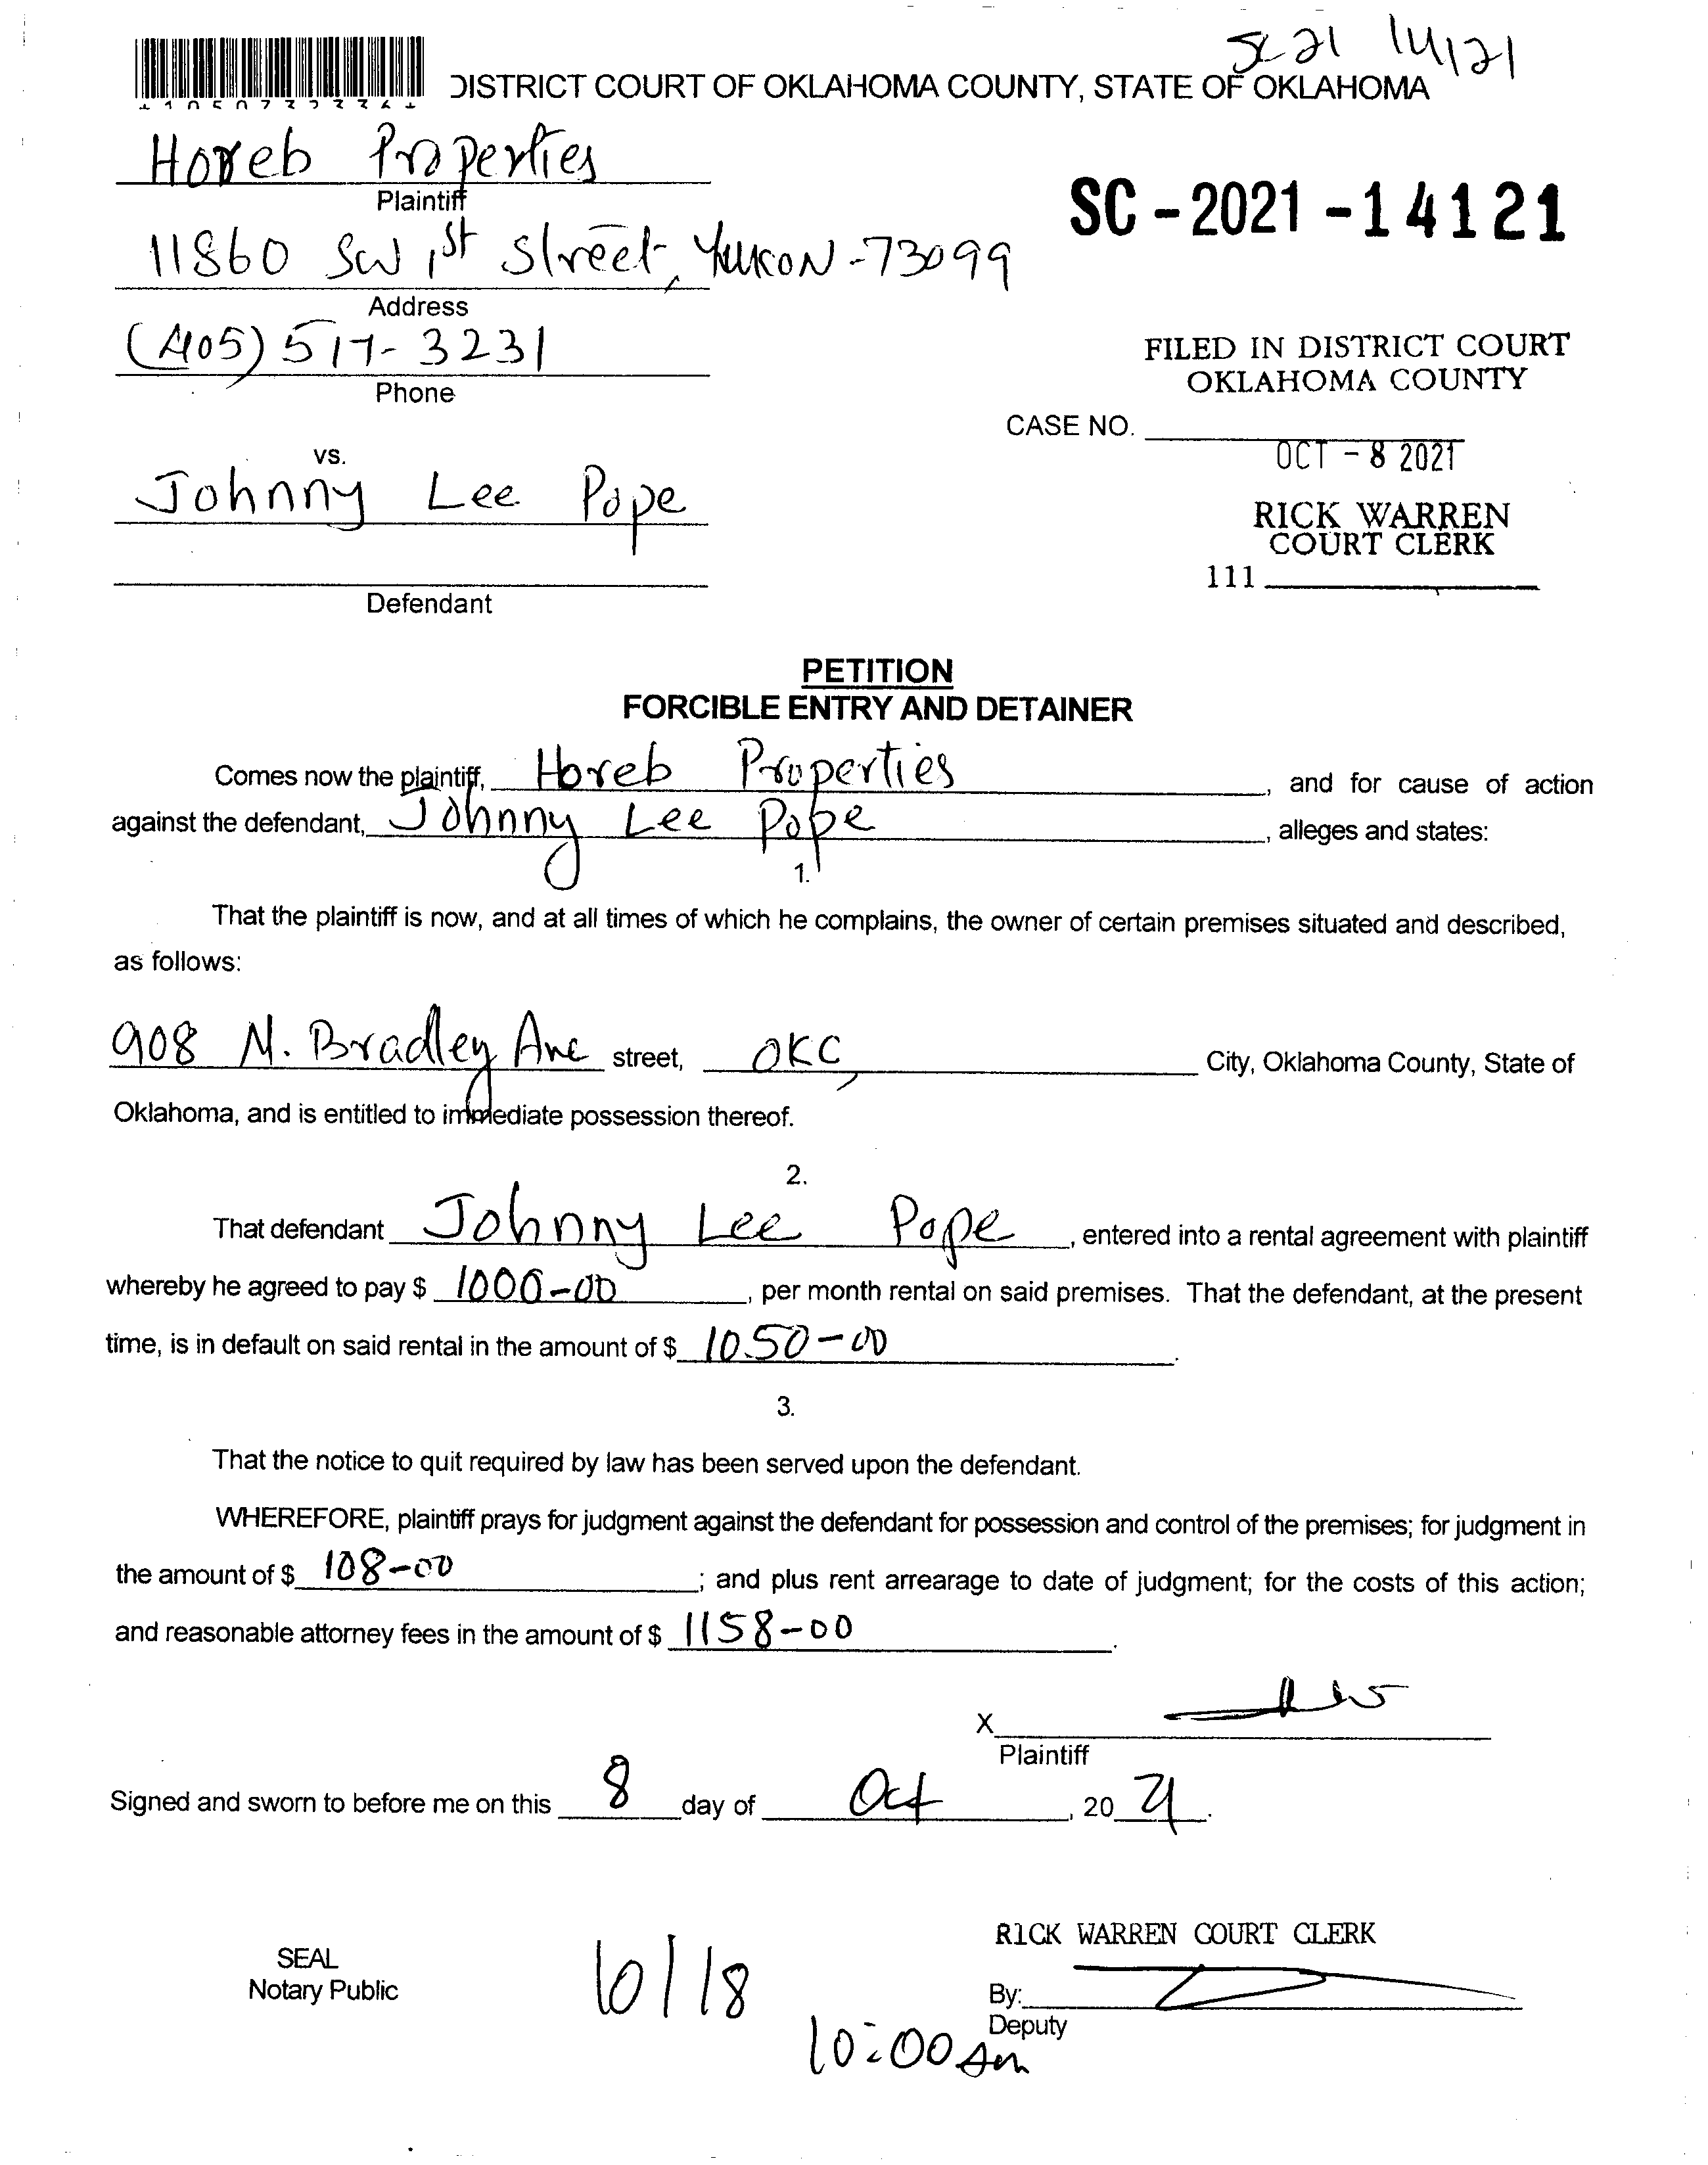 SC 21 14121
DISTRICT COURT OF OKLAHOMA COUNTY, STATE OF OKLAHOMA
Horeb Properties
Plaintiff
SC-2021-14121
11860 SW 1st Street, Yukon-73099
Address
(405) 517-3231
Phone
FILED IN DISTRICT COURT
OKLAHOMA COUNTY
CASE NO.
OCT - 8 2021
vs.
Johnny Lee Pope
RICK WARREN
COURT CLERK
111
Defendant
PETITION
FORCIBLE ENTRY AND DETAINER
Comes now the plaintiff, Horeb Properties, and for cause of action
against the defendant, Johnny Lee Pope, alleges and states:
1.
That the plaintiff is now, and at all times of which he complains, the owner of certain premises situated and described,
as follows:
908 N. Bradley Ave street, OKC, City, Oklahoma County, State of
Oklahoma, and is entitled to immediate possession thereof.
2.
That defendant Johnny Lee Pope, entered into a rental agreement with plaintiff
whereby he agreed to pay $ 1000-00, per month rental on said premises. That the defendant, at the present
time, is in default on said rental in the amount of $ 1050-00.
3.
That the notice to quit required by law has been served upon the defendant.
WHEREFORE, plaintiff prays for judgment against the defendant for possession and control of the premises; for judgment in
the amount of $ 108-00; and plus rent arrearage to date of judgment; for the costs of this action;
and reasonable attorney fees in the amount of $ 1158-00.
X
Plaintiff
Signed and sworn to before me on this 8 day of Oct, 20 21.
RICK WARREN COURT CLERK
SEAL
Notary Public
10/18
By:
Deputy
10:00 am